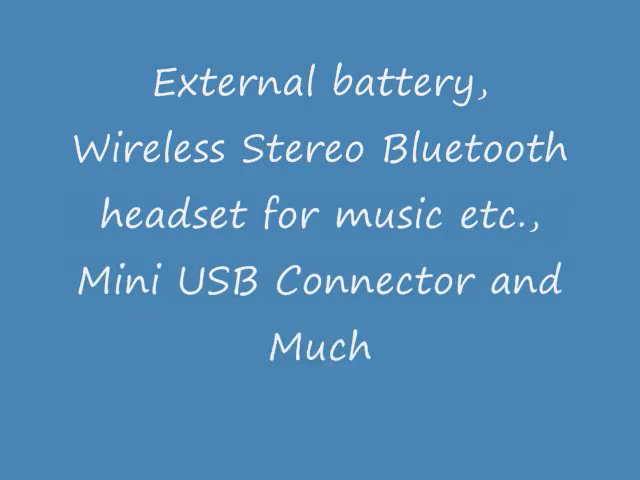 External battery,
Wireless Stereo Bluetooth
headset for music etc.,
Mini USB Connector and
Much